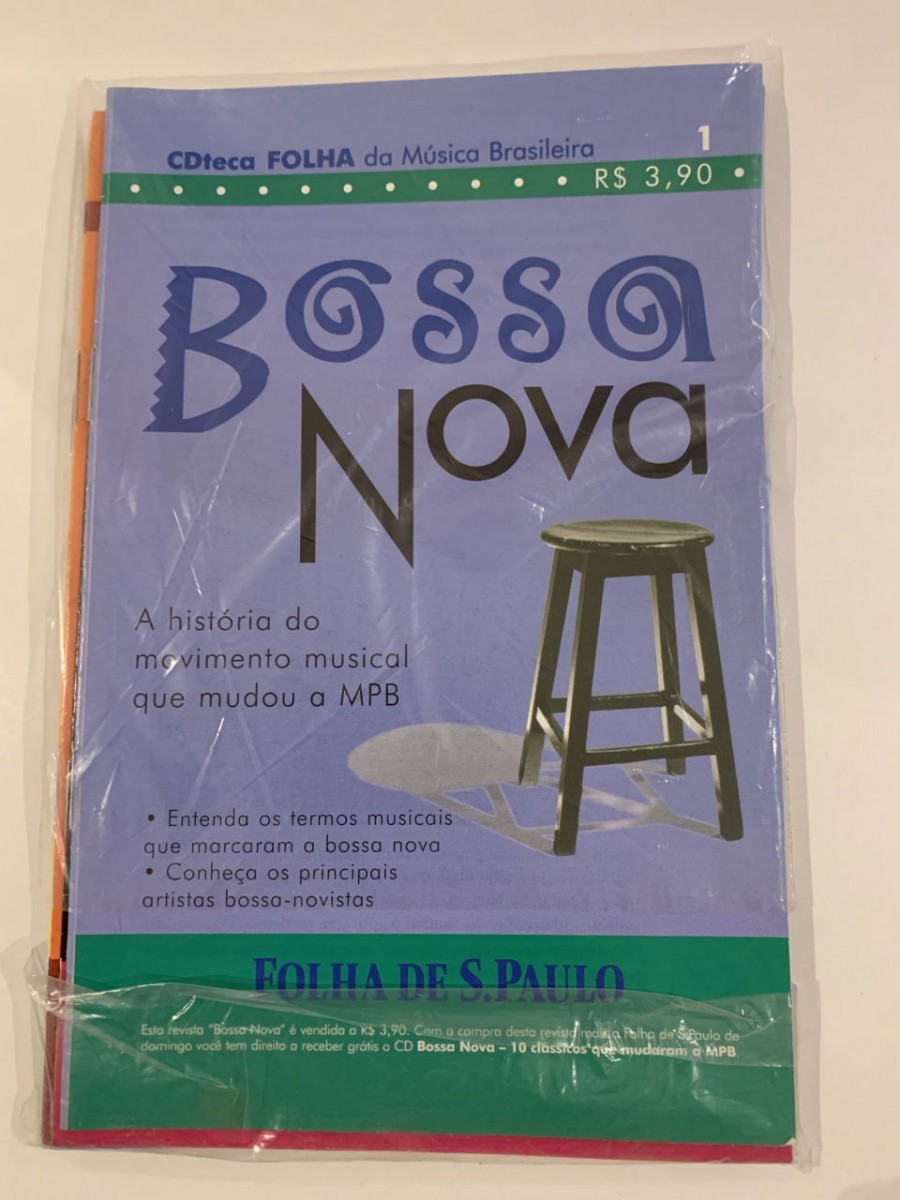 CDteca FOLHA da Música Brasileira
1
R$ 3,90
Bossa
Nova
A história do
movimento musical
que mudou a MPB
• Entenda os termos musicais
que marcaram a bossa nova
• Conheça os principais
artistas bossa-novistas
FOLHA DE S.PAULO
Esta revista "Bossa Nova" é vendida a R$ 3,90. Com a compra desta revista mais a Folha de S.Paulo de
domingo você tem direito a receber grátis o CD Bossa Nova – 10 clássicos que mudaram a MPB